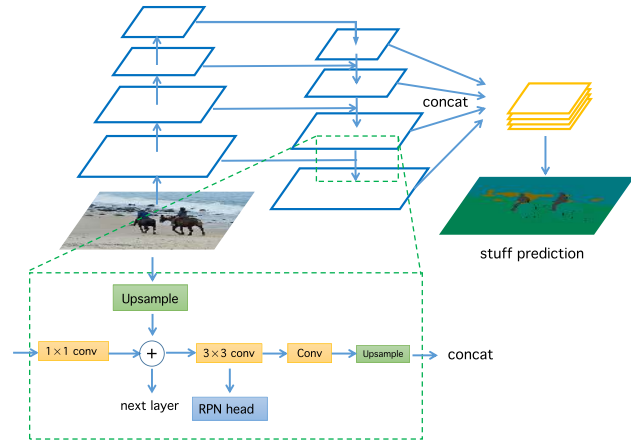 concat
stuff prediction
Upsample
1×1 conv
+
3×3 conv
Conv
Upsample
concat
next layer
RPN head